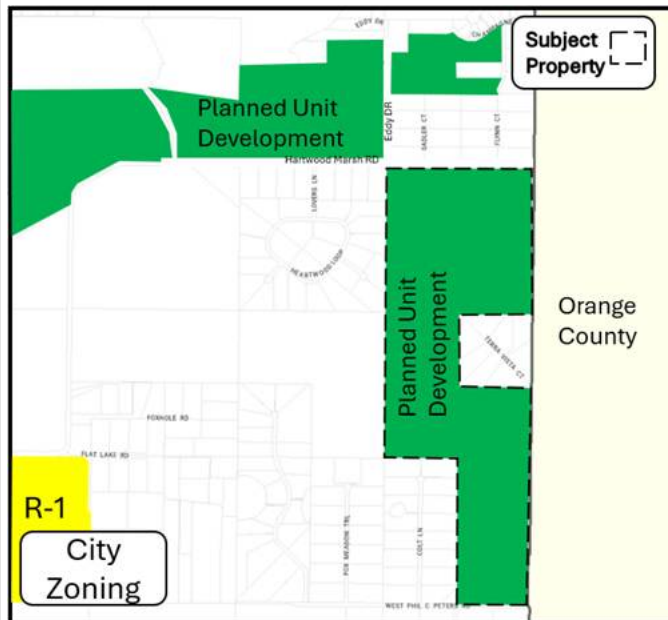 EDDY DR
Subject
Property
Planned Unit
Development
Eddy DR
SADLER CT
FLYNN CT
Hartwood Marsh RD
LOVERS LN
HEARTWOOD LOOP
Planned Unit
Development
Orange
County
TERRA VISTA CT
FOXHOLE RD
FLAT LAKE RD
R-1
City
Zoning
FOX MEADOW TRL
COLT LN
WEST PHIL C PETERS